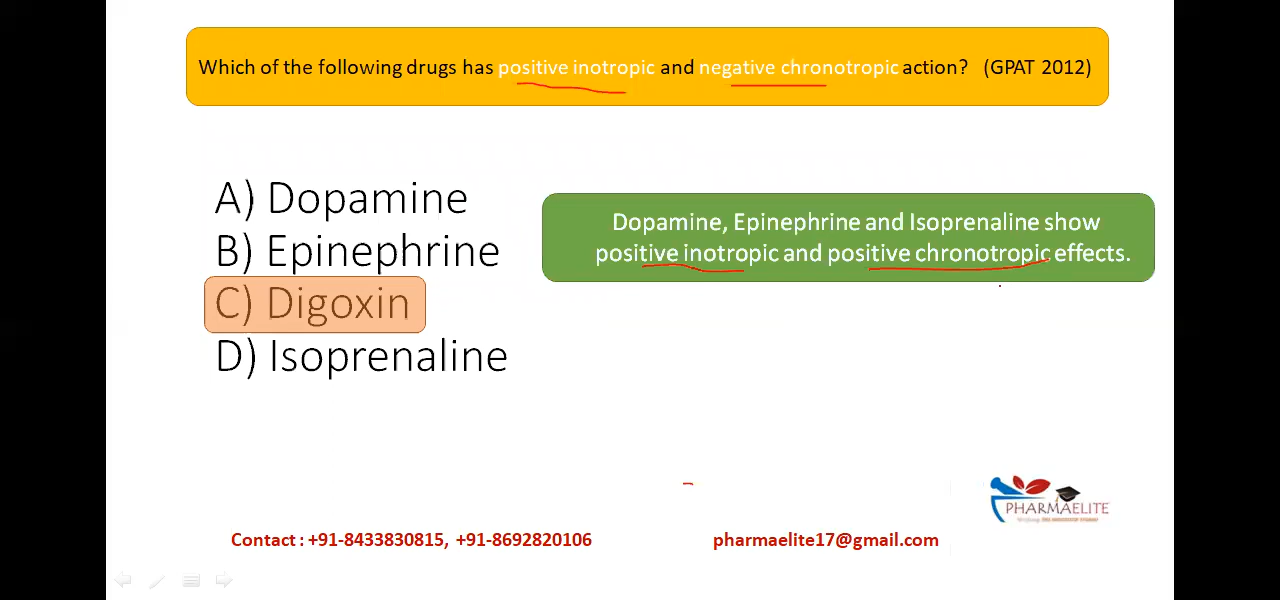 Which of the following drugs has positive inotropic and negative chronotropic action? (GPAT 2012)
A) Dopamine
B) Epinephrine
C) Digoxin
D) Isoprenaline
Dopamine, Epinephrine and Isoprenaline show
positive inotropic and positive chronotropic effects.
PHARMAELITE
Contact : +91-8433830815, +91-8692820106
pharmaelite17@gmail.com